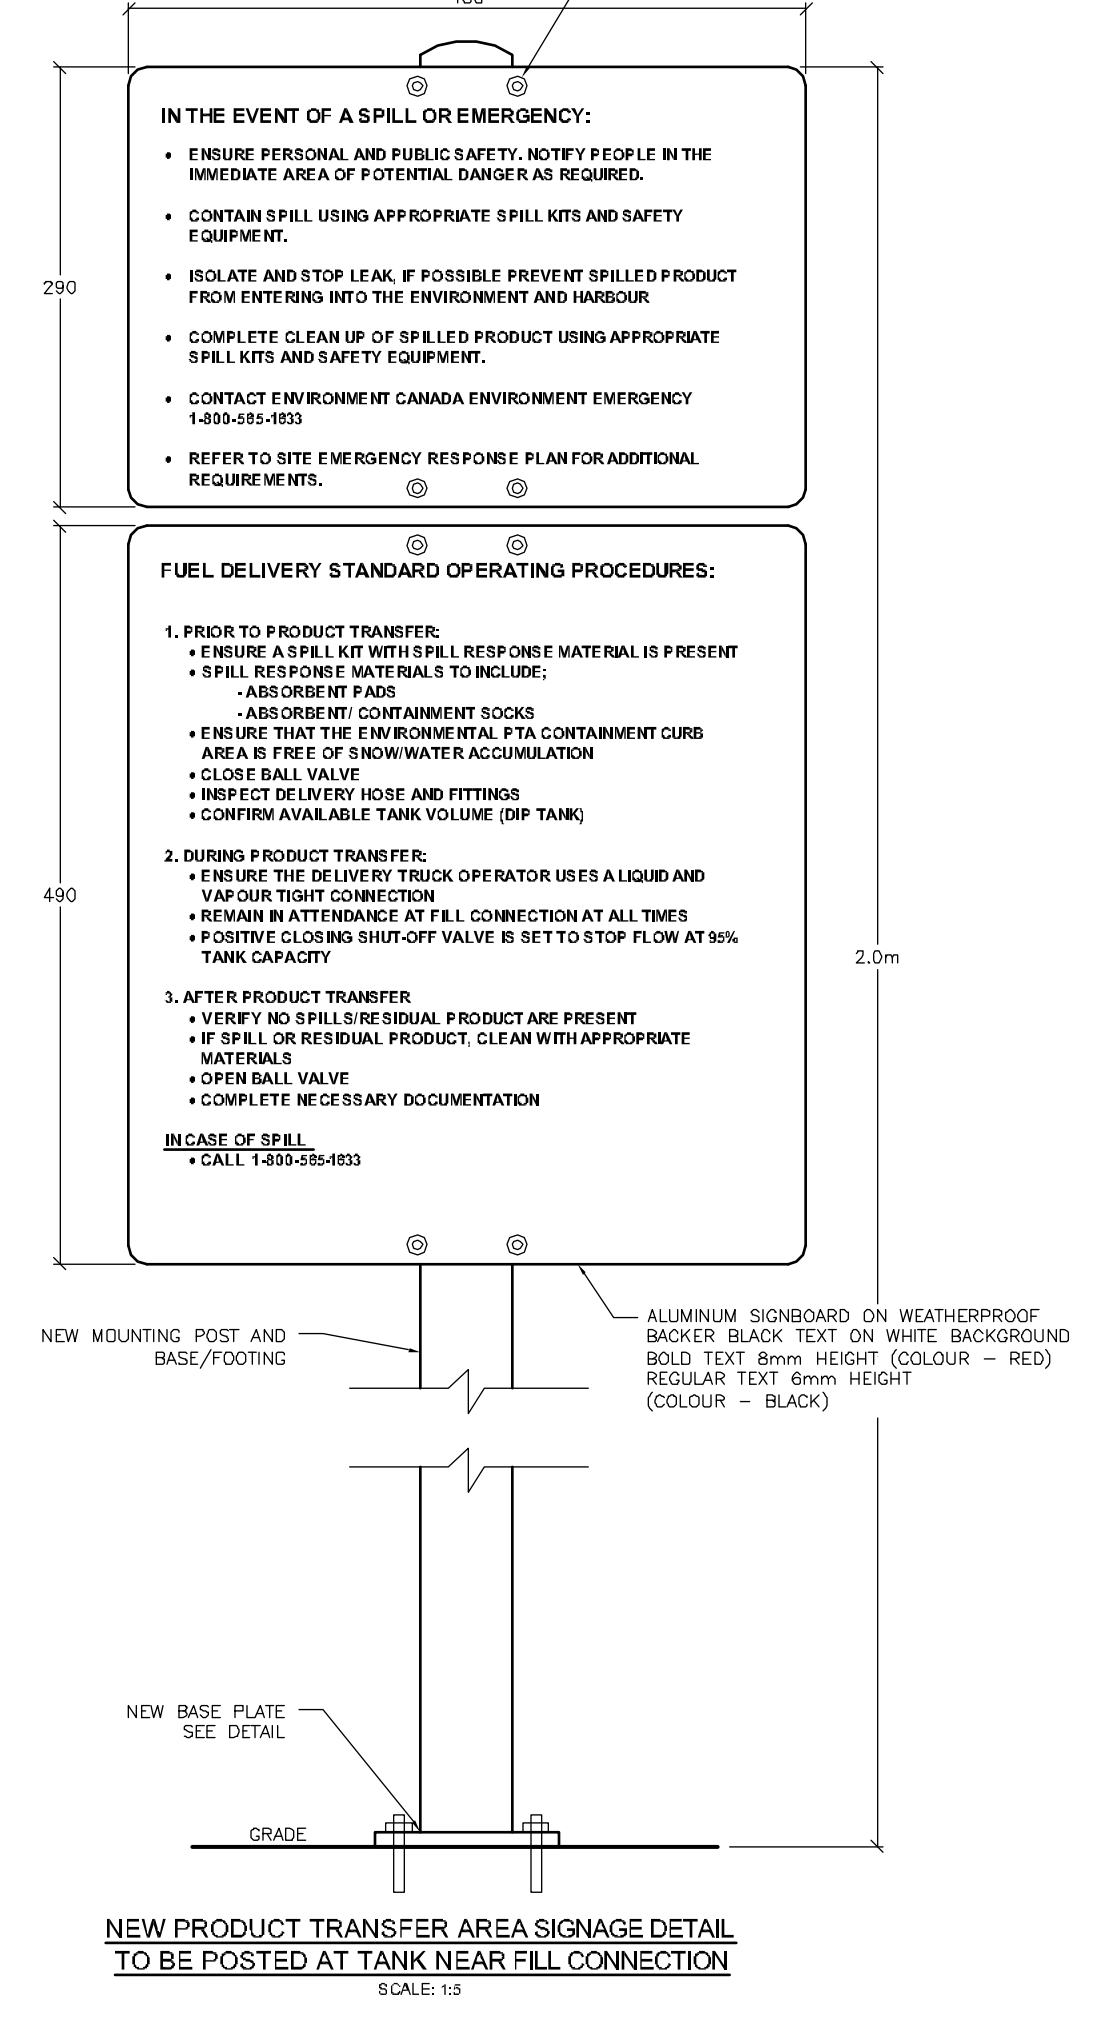 IN THE EVENT OF A SPILL OR EMERGENCY:
• ENSURE PERSONAL AND PUBLIC SAFETY. NOTIFY PEOPLE IN THE
IMMEDIATE AREA OF POTENTIAL DANGER AS REQUIRED.
• CONTAIN SPILL USING APPROPRIATE SPILL KITS AND SAFETY
EQUIPMENT.
• ISOLATE AND STOP LEAK, IF POSSIBLE PREVENT SPILLED PRODUCT
FROM ENTERING INTO THE ENVIRONMENT AND HARBOUR
• COMPLETE CLEAN UP OF SPILLED PRODUCT USING APPROPRIATE
SPILL KITS AND SAFETY EQUIPMENT.
• CONTACT ENVIRONMENT CANADA ENVIRONMENT EMERGENCY
1-800-565-1633
• REFER TO SITE EMERGENCY RESPONSE PLAN FOR ADDITIONAL
REQUIREMENTS.
290
FUEL DELIVERY STANDARD OPERATING PROCEDURES:
1. PRIOR TO PRODUCT TRANSFER:
• ENSURE A SPILL KIT WITH SPILL RESPONSE MATERIAL IS PRESENT
• SPILL RESPONSE MATERIALS TO INCLUDE;
- ABSORBENT PADS
- ABSORBENT/ CONTAINMENT SOCKS
• ENSURE THAT THE ENVIRONMENTAL PTA CONTAINMENT CURB
AREA IS FREE OF SNOW/WATER ACCUMULATION
• CLOSE BALL VALVE
• INSPECT DELIVERY HOSE AND FITTINGS
• CONFIRM AVAILABLE TANK VOLUME (DIP TANK)
2. DURING PRODUCT TRANSFER:
• ENSURE THE DELIVERY TRUCK OPERATOR USES A LIQUID AND
VAPOUR TIGHT CONNECTION
• REMAIN IN ATTENDANCE AT FILL CONNECTION AT ALL TIMES
• POSITIVE CLOSING SHUT-OFF VALVE IS SET TO STOP FLOW AT 95%
TANK CAPACITY
3. AFTER PRODUCT TRANSFER
• VERIFY NO SPILLS/RESIDUAL PRODUCT ARE PRESENT
• IF SPILL OR RESIDUAL PRODUCT, CLEAN WITH APPROPRIATE
MATERIALS
• OPEN BALL VALVE
• COMPLETE NECESSARY DOCUMENTATION
IN CASE OF SPILL
• CALL 1-800-565-1633
490
2.0m
NEW MOUNTING POST AND
BASE/FOOTING
ALUMINUM SIGNBOARD ON WEATHERPROOF
BACKER BLACK TEXT ON WHITE BACKGROUND
BOLD TEXT 8mm HEIGHT (COLOUR – RED)
REGULAR TEXT 6mm HEIGHT
(COLOUR – BLACK)
NEW BASE PLATE
SEE DETAIL
GRADE
NEW PRODUCT TRANSFER AREA SIGNAGE DETAIL
TO BE POSTED AT TANK NEAR FILL CONNECTION
SCALE: 1:5